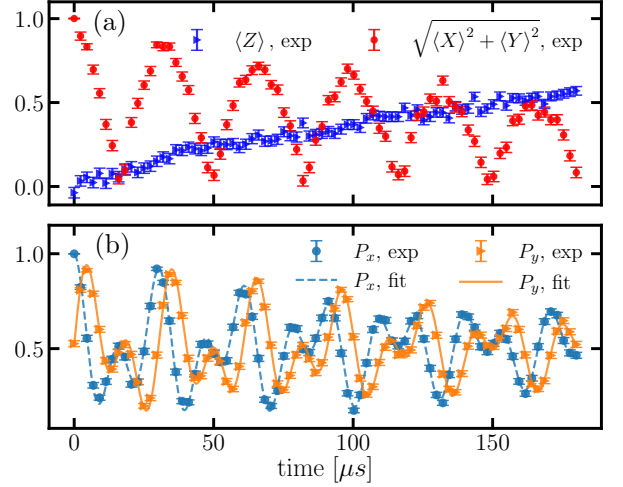 (a) ⟨Z⟩, exp √⟨X⟩² + ⟨Y⟩², exp
1.0
0.5
0.0
(b) P_x, exp P_y, exp
P_x, fit P_y, fit
1.0
0.5
0 50 100 150
time [μs]